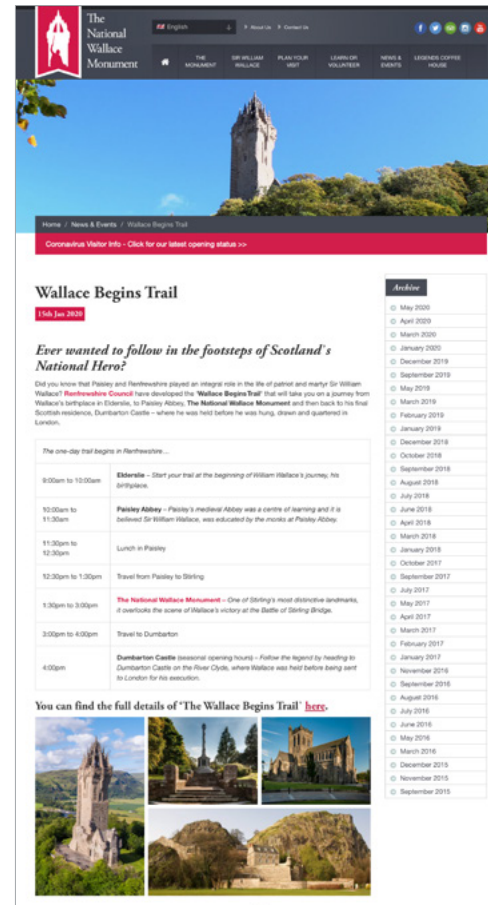 The
National
Wallace
Monument
English
About Us
Contact Us
THE
MONUMENT
SIR WILLIAM
WALLACE
PLAN YOUR
VISIT
LEARN OR
VOLUNTEER
NEWS &
EVENTS
LEGENDS COFFEE
HOUSE
Home / News & Events / Wallace Begins Trail
Coronavirus Visitor Info - Click for our latest opening status >>
Wallace Begins Trail
15th Jan 2020
Ever wanted to follow in the footsteps of Scotland's
National Hero?
Did you know that Paisley and Renfrewshire played an integral role in the life of patriot and martyr Sir William
Wallace? Renfrewshire Council have developed the 'Wallace Begins Trail' that will take you on a journey from
Wallace's birthplace in Elderslie, to Paisley Abbey, The National Wallace Monument and then back to his final
Scottish residence, Dumbarton Castle – where he was held before he was hung, drawn and quartered in
London.
The one-day trail begins in Renfrewshire…
9:00am to 10:00am
Elderslie – Start your trail at the beginning of William Wallace's journey, his
birthplace.
10:00am to
11:30am
Paisley Abbey – Paisley's medieval Abbey was a centre of learning and it is
believed Sir William Wallace, was educated by the monks at Paisley Abbey.
11:30pm to
12:30pm
Lunch in Paisley
12:30pm to 1:30pm
Travel from Paisley to Stirling
1:30pm to 3:00pm
The National Wallace Monument – One of Stirling's most distinctive landmarks,
it overlooks the scene of Wallace's victory at the Battle of Stirling Bridge.
3:00pm to 4:00pm
Travel to Dumbarton
4:00pm
Dumbarton Castle (seasonal opening hours) – Follow the legend by heading to
Dumbarton Castle on the River Clyde, where Wallace was held before being sent
to London for his execution.
You can find the full details of 'The Wallace Begins Trail' here.
Archive
May 2020
April 2020
March 2020
January 2020
December 2019
September 2019
May 2019
March 2019
February 2019
January 2019
December 2018
October 2018
September 2018
August 2018
July 2018
June 2018
April 2018
March 2018
January 2018
October 2017
September 2017
July 2017
May 2017
April 2017
March 2017
February 2017
January 2017
November 2016
September 2016
August 2016
July 2016
June 2016
May 2016
March 2016
December 2015
November 2015
September 2015